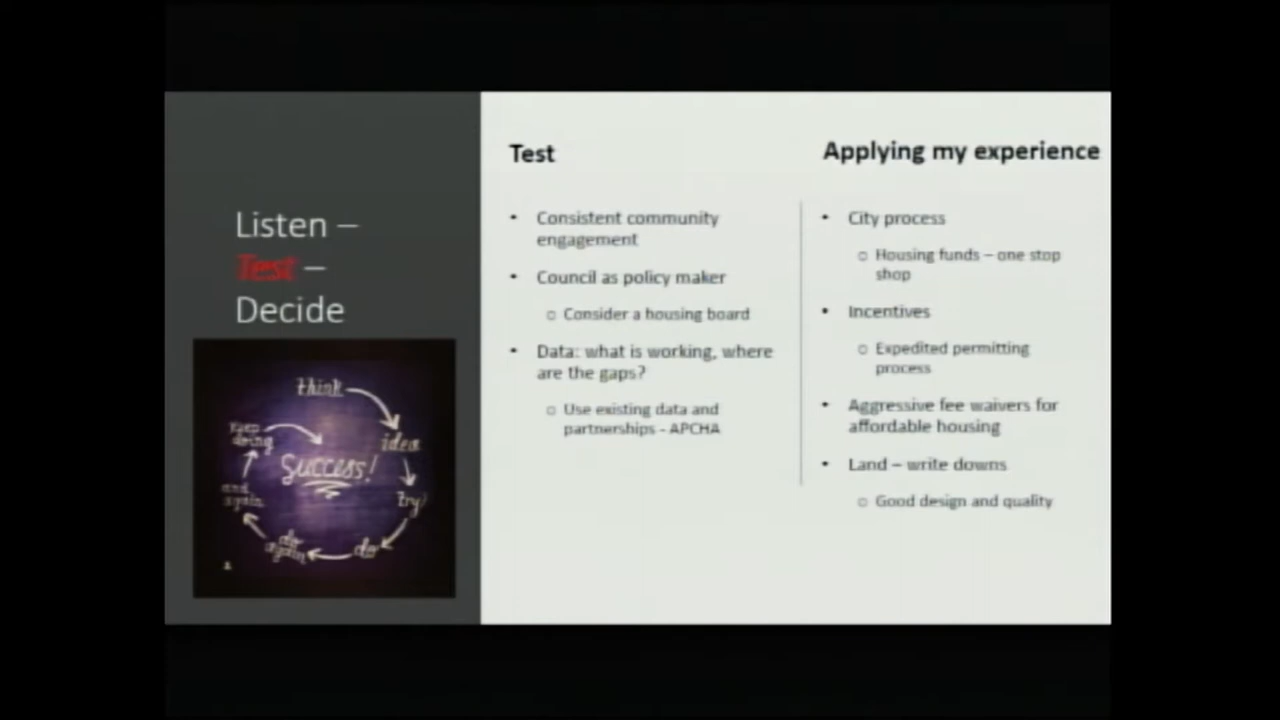 Listen –
Test –
Decide
think
idea
try!
do
do
again
and
again
keep
doing
Success!
Test
• Consistent community
engagement
• Council as policy maker
o Consider a housing board
• Data: what is working, where
are the gaps?
o Use existing data and
partnerships - APCHA
Applying my experience
• City process
o Housing funds – one stop
shop
• Incentives
o Expedited permitting
process
• Aggressive fee waivers for
affordable housing
• Land – write downs
o Good design and quality